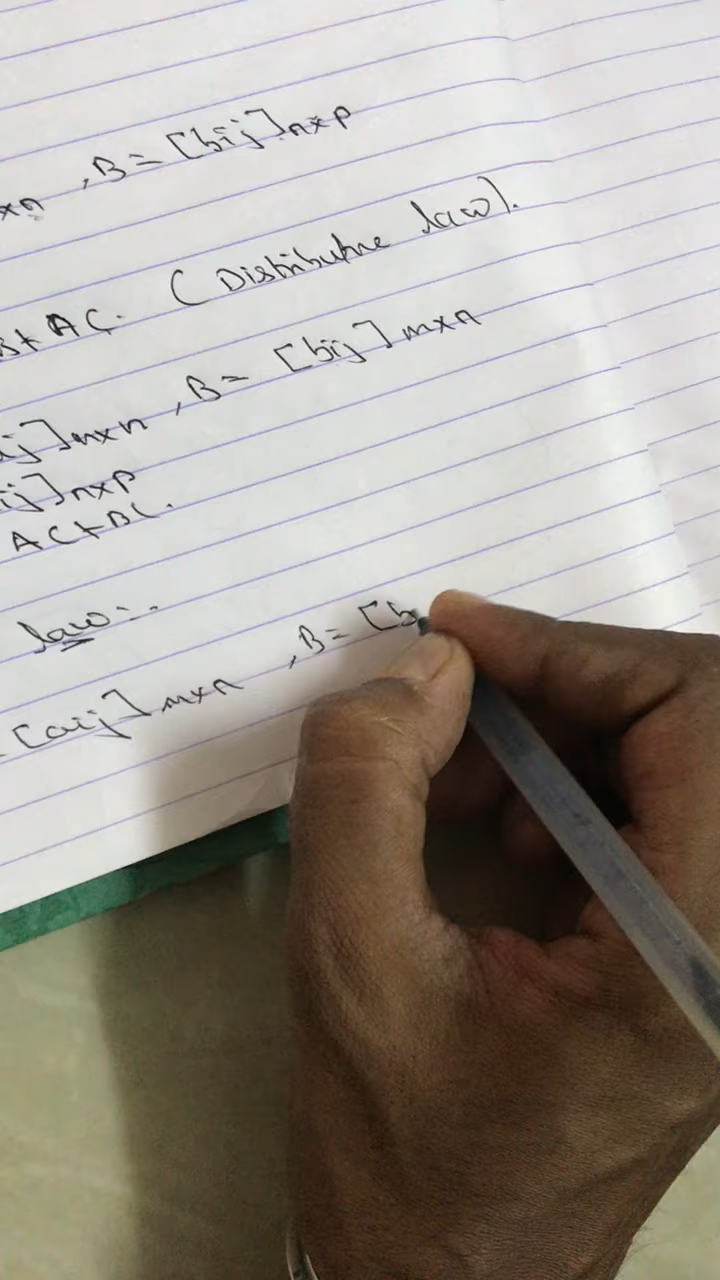 xn , B = [bij]nxp
B+ AC. ( Distributive law).
ij]mxn , B = [bij]mxn
ij]nxp
AC+BC.
law:-
[aij]mxn , B = [b